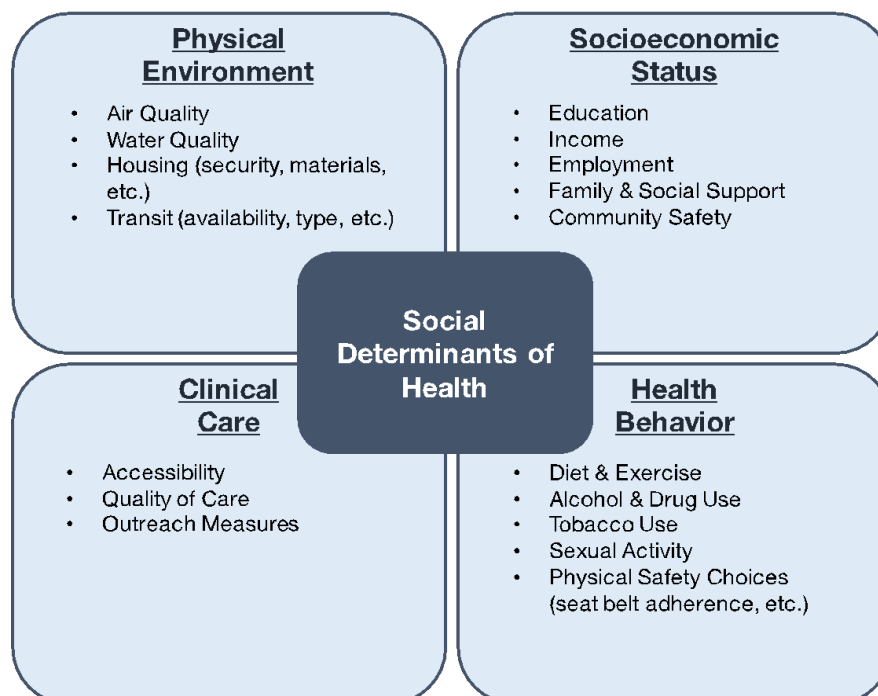 Physical
Environment
• Air Quality
• Water Quality
• Housing (security, materials,
etc.)
• Transit (availability, type, etc.)
Socioeconomic
Status
• Education
• Income
• Employment
• Family & Social Support
• Community Safety
Social
Determinants of
Health
Clinical
Care
• Accessibility
• Quality of Care
• Outreach Measures
Health
Behavior
• Diet & Exercise
• Alcohol & Drug Use
• Tobacco Use
• Sexual Activity
• Physical Safety Choices
(seat belt adherence, etc.)